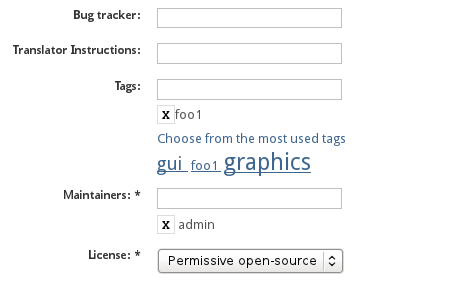 Bug tracker:
Translator Instructions:
Tags:
x foo1
Choose from the most used tags
gui foo1 graphics
Maintainers: *
x admin
License: * Permissive open-source